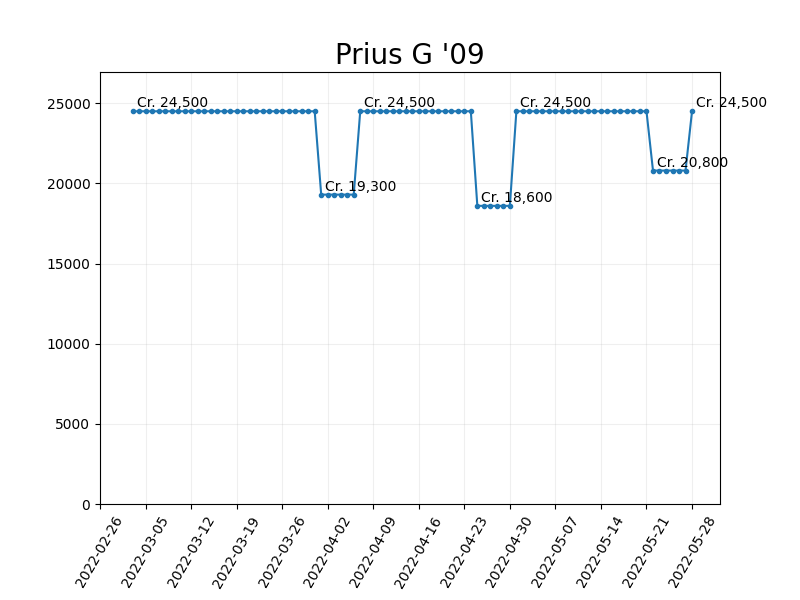 Prius G '09
25000
20000
15000
10000
5000
0
Cr. 24,500
Cr. 24,500
Cr. 24,500
Cr. 24,500
Cr. 19,300
Cr. 18,600
Cr. 20,800
2022-02-26
2022-03-05
2022-03-12
2022-03-19
2022-03-26
2022-04-02
2022-04-09
2022-04-16
2022-04-23
2022-04-30
2022-05-07
2022-05-14
2022-05-21
2022-05-28